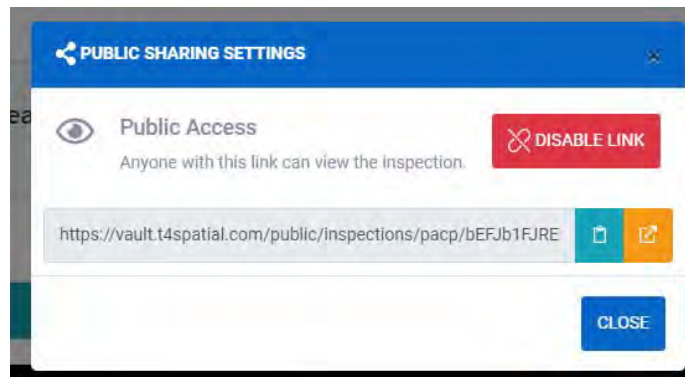 PUBLIC SHARING SETTINGS
ea
Public Access
Anyone with this link can view the inspection.
DISABLE LINK
https://vault.t4spatial.com/public/inspections/pacp/bEFJb1FJRE
CLOSE